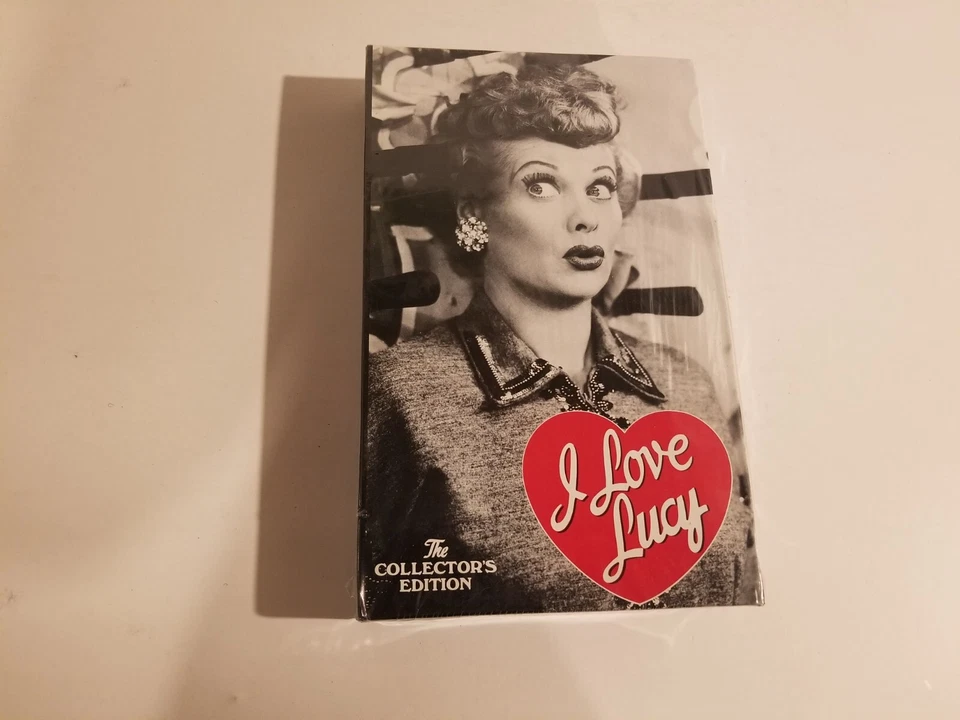 I Love
Lucy
The
COLLECTOR'S
EDITION